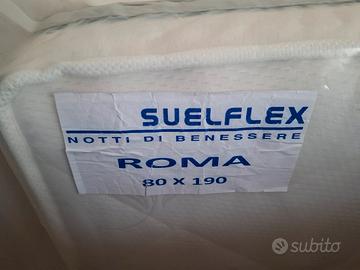 SUELFLEX
NOTTI DI BENESSERE
ROMA
80 X 190
subito